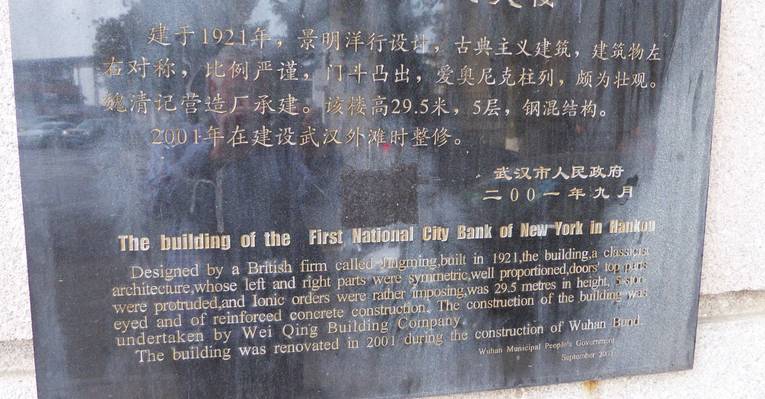 建于1921年，景明洋行设计，古典主义建筑，建筑物左
右对称，比例严谨，门斗凸出，爱奥尼克柱列，颇为壮观。
魏清记营造厂承建。该楼高29.5米，5层，钢混结构。
2001年在建设武汉外滩时整修。
武汉市人民政府
二00一年九月
The building of the First National City Bank of New York in Hankou
Designed by a British firm called Jingming,built in 1921,the building,a classicist
architecture,whose left and right parts were symmetric,well proportioned,doors' top parts
were protruded,and Ionic orders were rather imposing,was 29.5 metres in height, 5-stori
eyed and of reinforced concrete construction. The construction of the building was
undertaken by Wei Qing Building Company.
The building was renovated in 2001 during the construction of Wuhan Bund.
Wuhan Municipal People's Government
September 2001